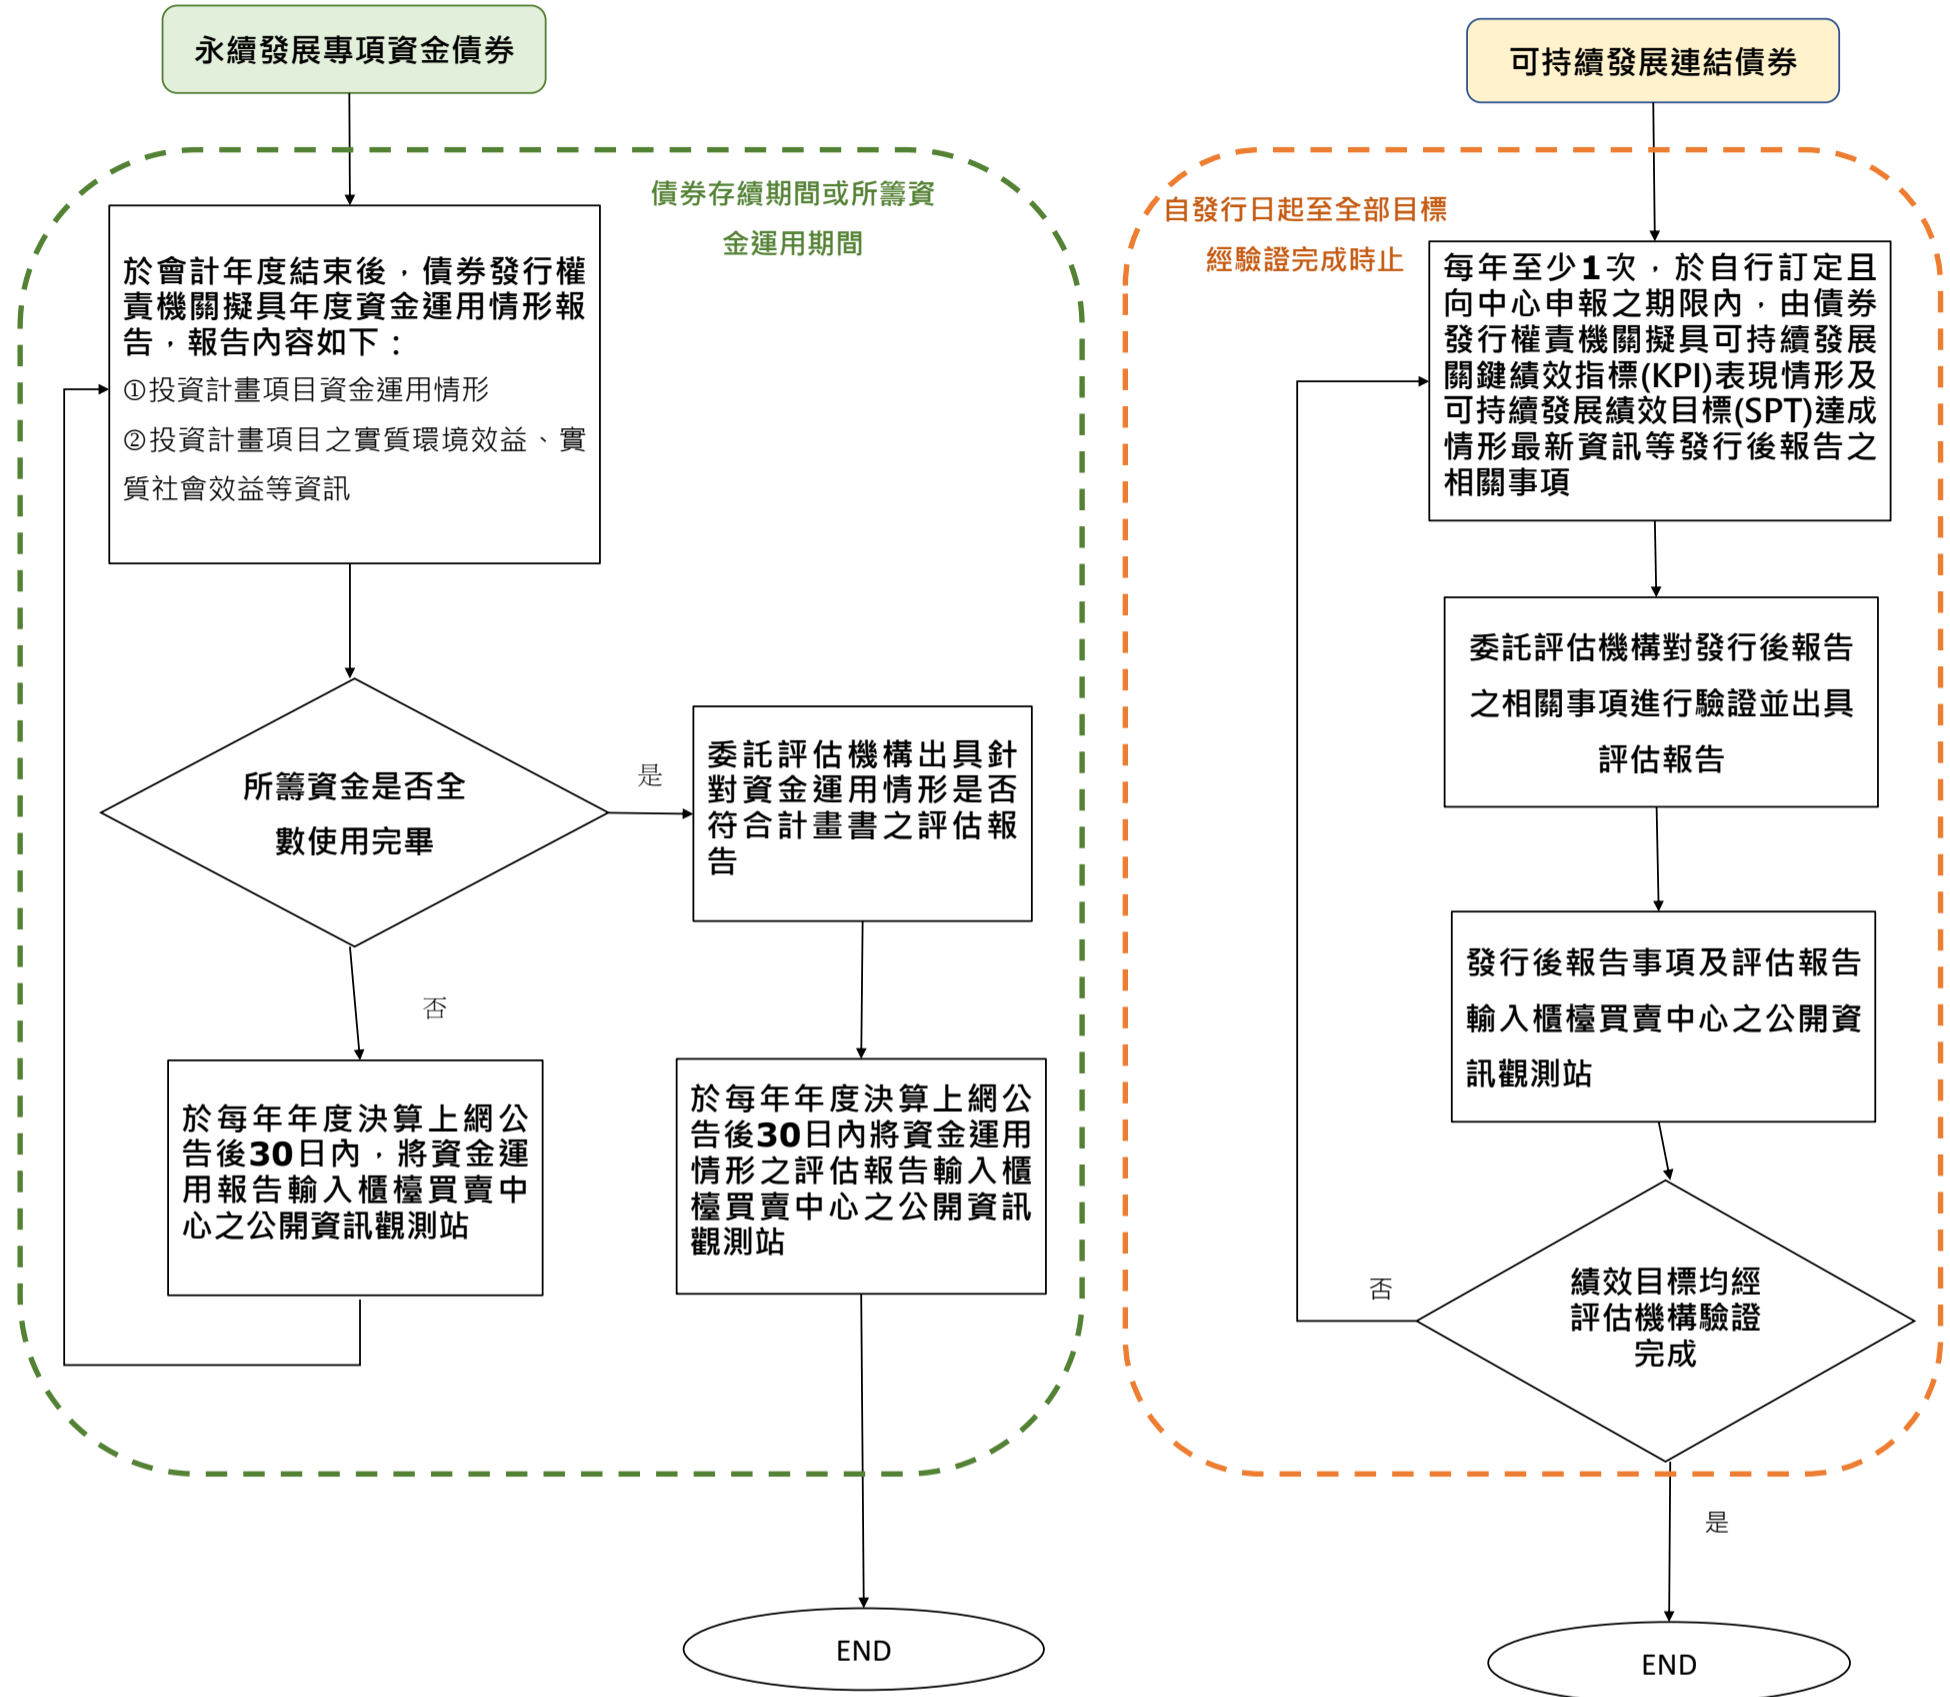 永續發展專項資金債券
債券存續期間或所籌資
金運用期間
於會計年度結束後，債券發行權
責機關擬具年度資金運用情形報
告，報告內容如下：
①投資計畫項目資金運用情形
②投資計畫項目之實質環境效益、實
質社會效益等資訊
所籌資金是否全
數使用完畢
是
委託評估機構出具針
對資金運用情形是否
符合計畫書之評估報
告
否
於每年年度決算上網公
告後30日內，將資金運
用報告輸入櫃檯買賣中
心之公開資訊觀測站
於每年年度決算上網公
告後30日內將資金運用
情形之評估報告輸入櫃
檯買賣中心之公開資訊
觀測站
END
可持續發展連結債券
自發行日起至全部目標
經驗證完成時止
每年至少1次，於自行訂定且
向中心申報之期限內，由債券
發行權責機關擬具可持續發展
關鍵績效指標(KPI)表現情形及
可持續發展績效目標(SPT)達成
情形最新資訊等發行後報告之
相關事項
委託評估機構對發行後報告
之相關事項進行驗證並出具
評估報告
發行後報告事項及評估報告
輸入櫃檯買賣中心之公開資
訊觀測站
否
績效目標均經
評估機構驗證
完成
是
END